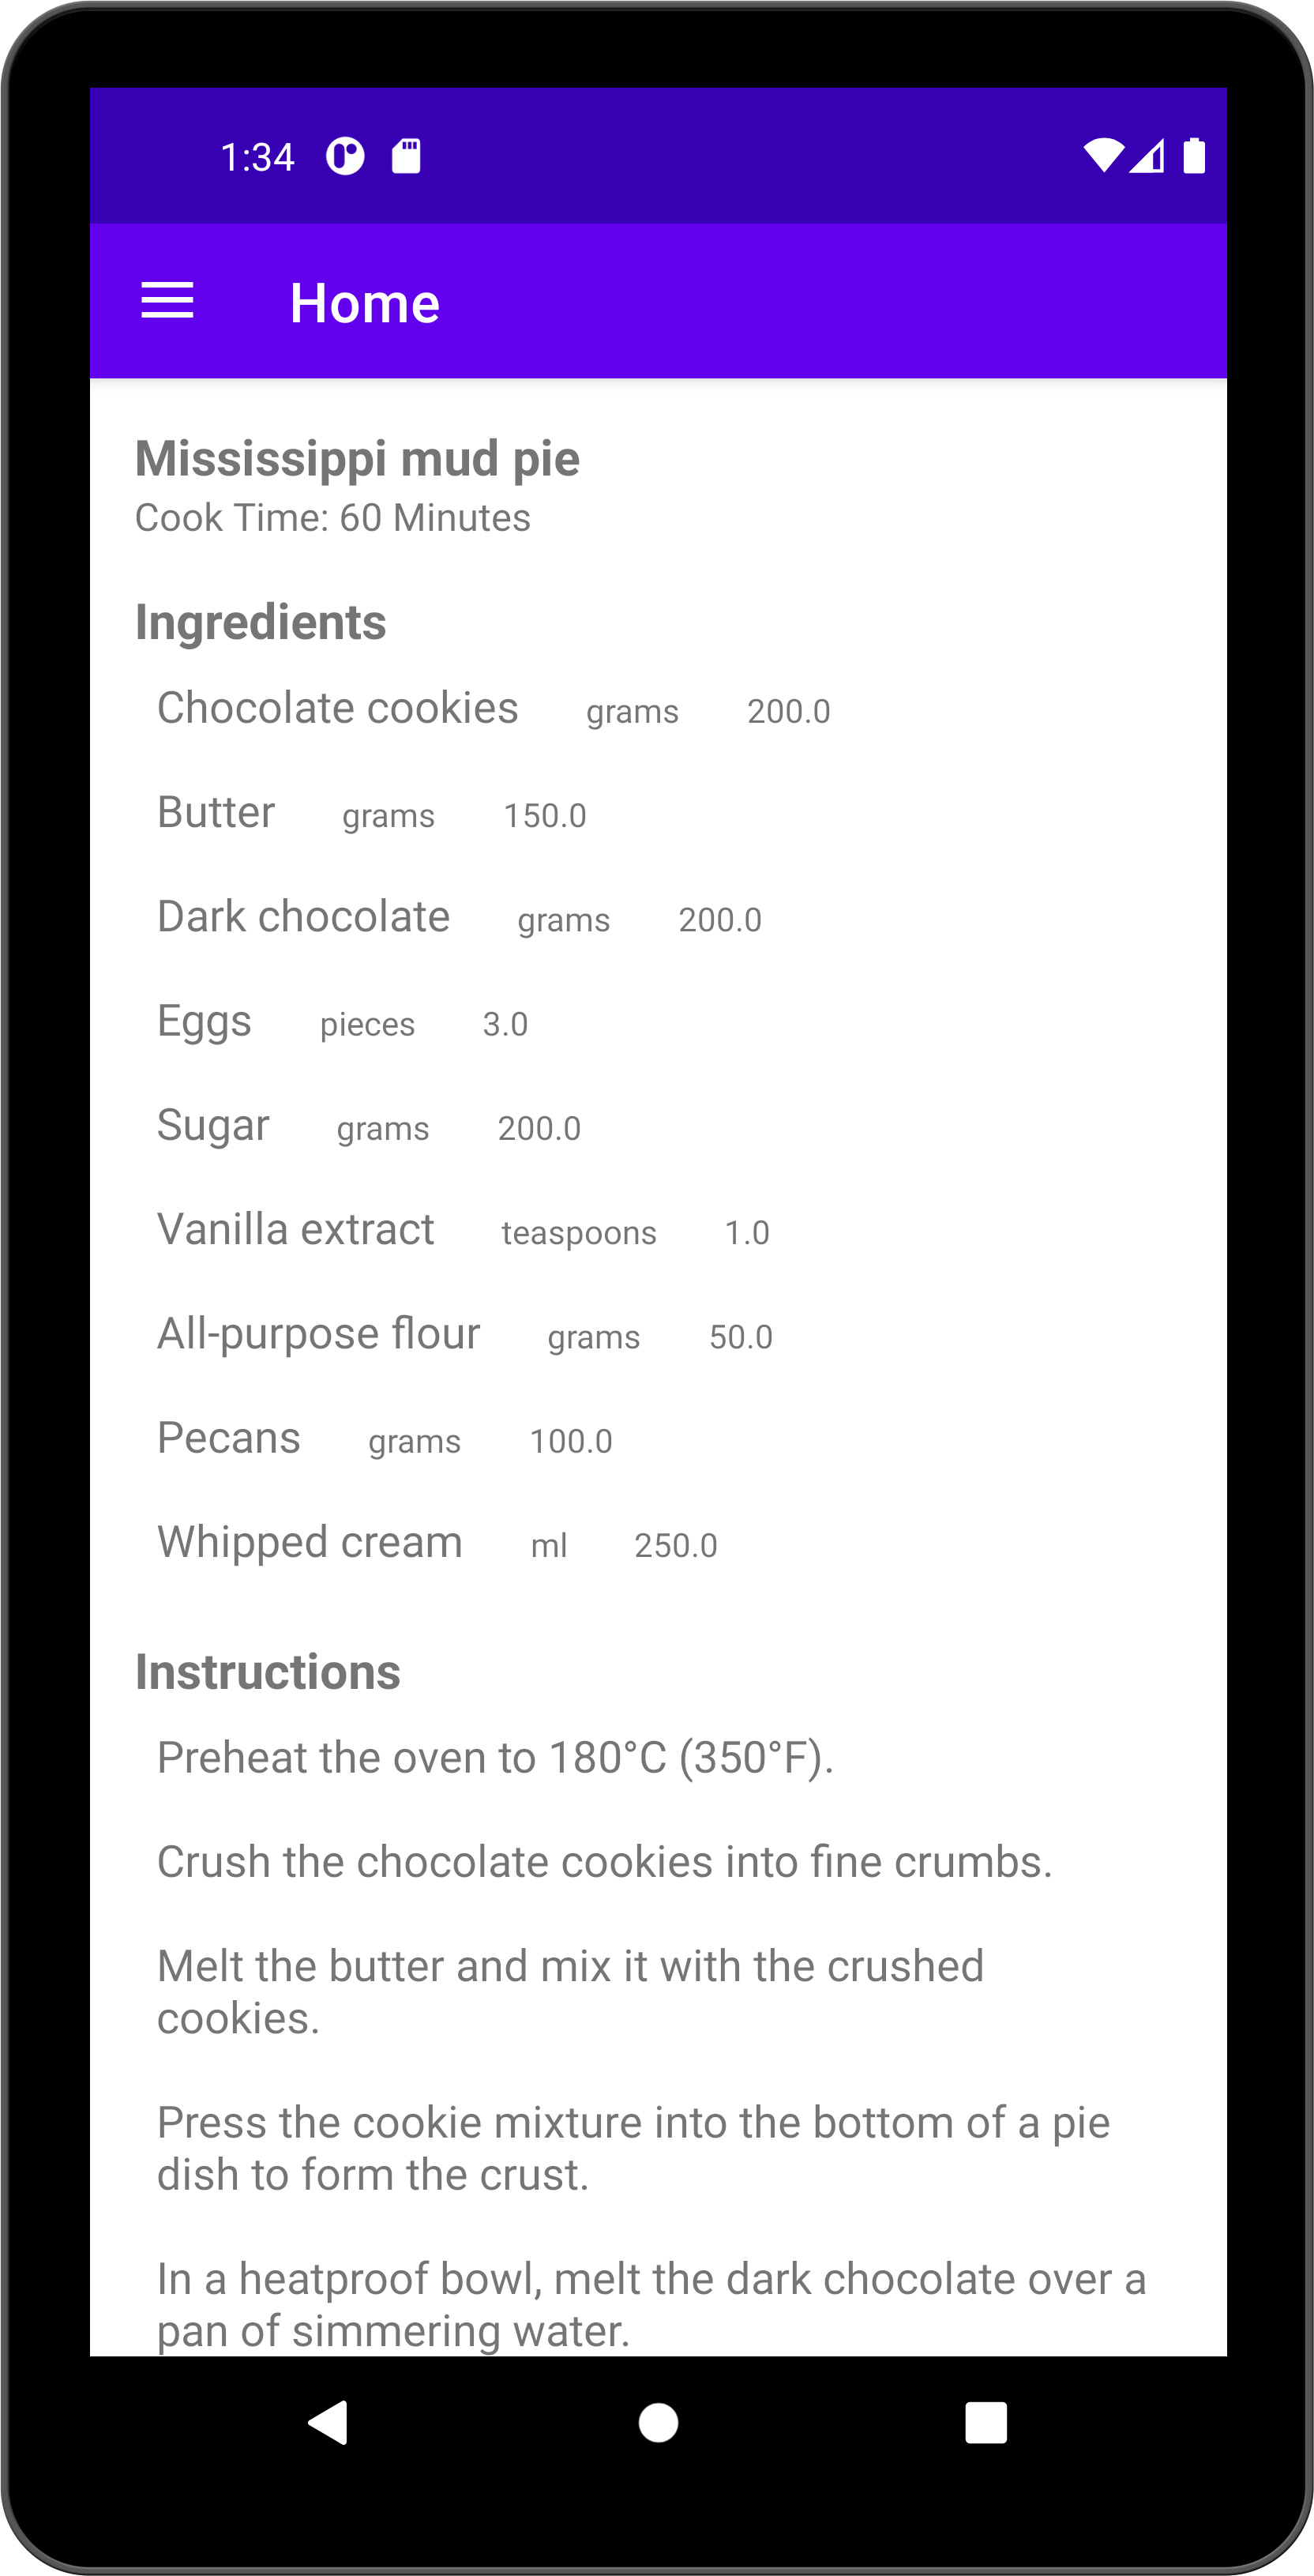 1:34
Home
Mississippi mud pie
Cook Time: 60 Minutes
Ingredients
Chocolate cookies grams 200.0
Butter grams 150.0
Dark chocolate grams 200.0
Eggs pieces 3.0
Sugar grams 200.0
Vanilla extract teaspoons 1.0
All-purpose flour grams 50.0
Pecans grams 100.0
Whipped cream ml 250.0
Instructions
Preheat the oven to 180°C (350°F).
Crush the chocolate cookies into fine crumbs.
Melt the butter and mix it with the crushed
cookies.
Press the cookie mixture into the bottom of a pie
dish to form the crust.
In a heatproof bowl, melt the dark chocolate over a
pan of simmering water.